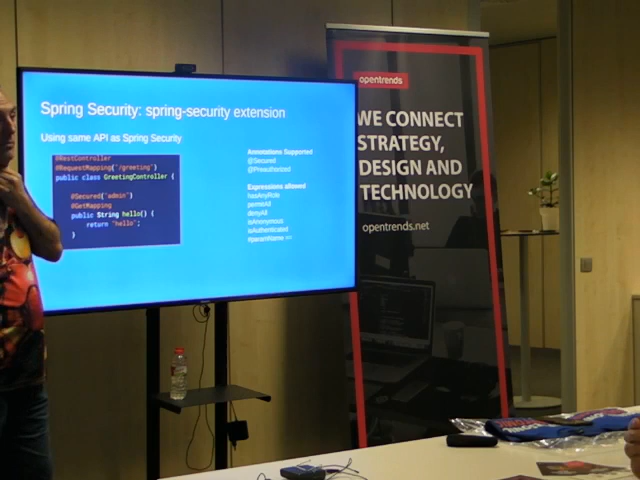 Spring Security: spring-security extension
Using same API as Spring Security
@RestController
@RequestMapping("/greeting")
public class GreetingController {
@Secured("admin")
@GetMapping
public String hello() {
return "hello";
}
Annotations Supported
@Secured
@Preauthorized
Expressions allowed
hasAnyRole
permitAll
denyAll
isAnonymous
isAuthenticated
#paramName ==
opentrends
WE CONNECT
STRATEGY,
DESIGN AND
TECHNOLOGY
opentrends.net